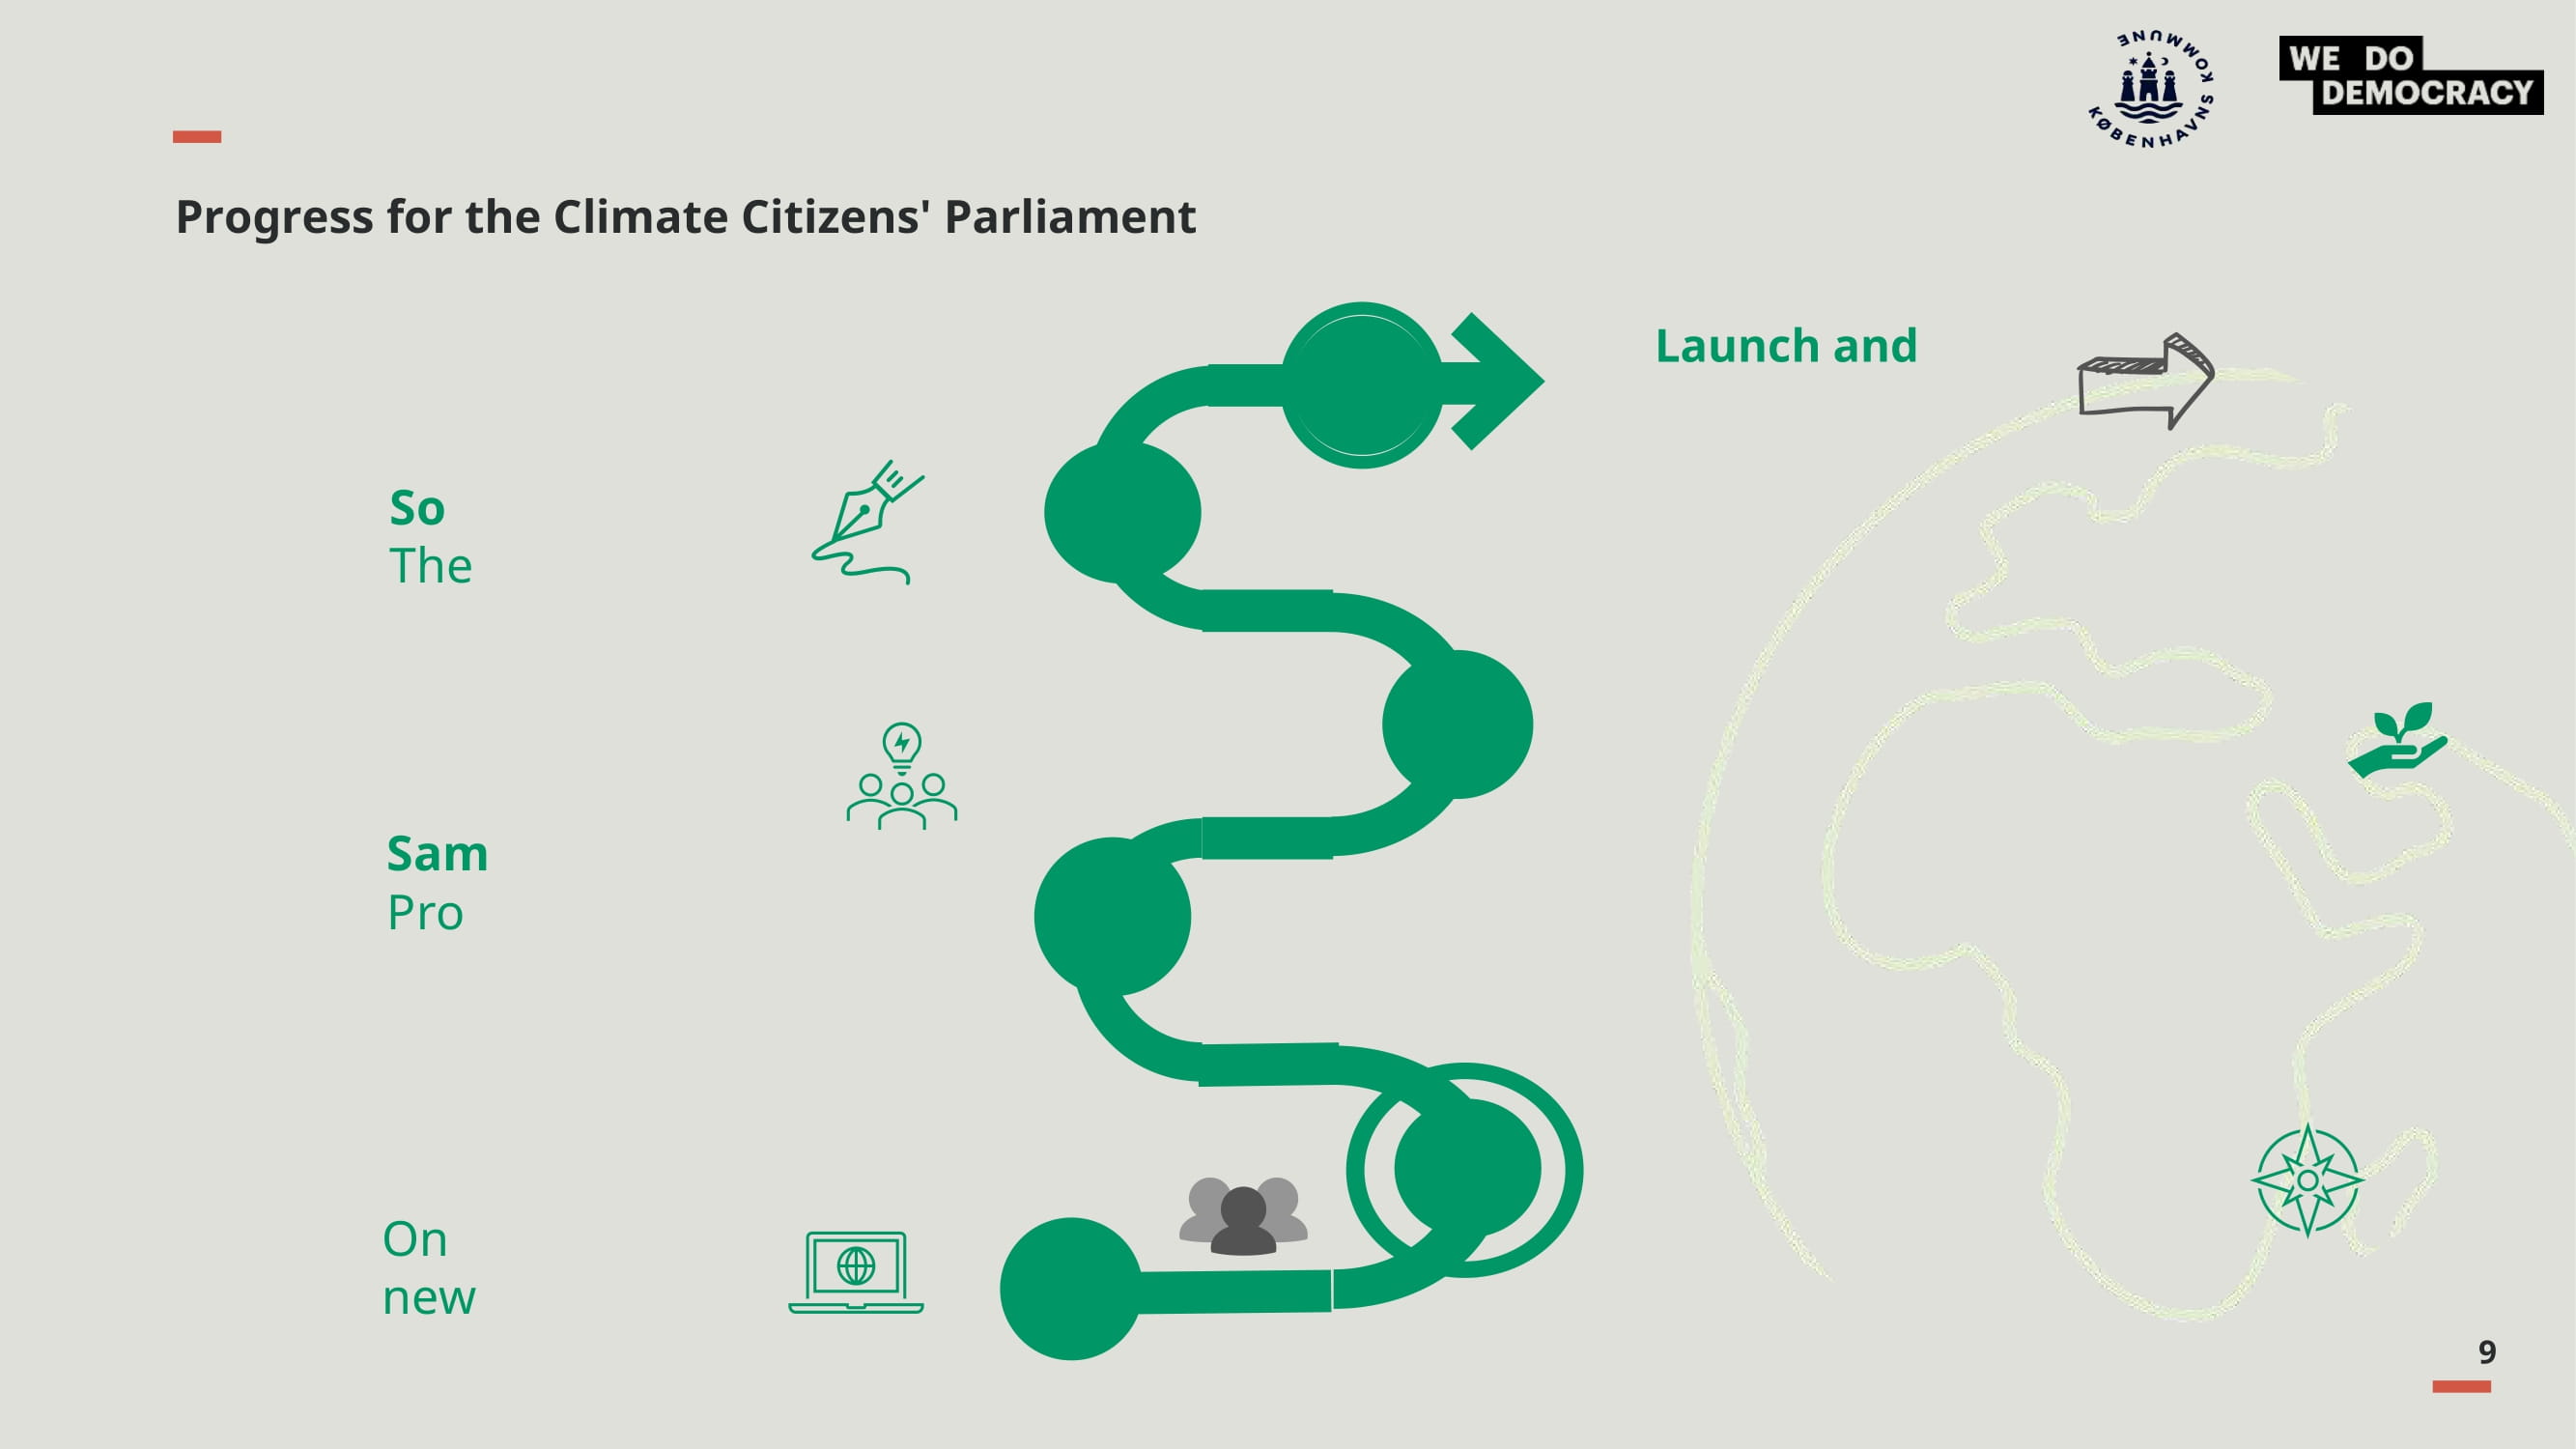 KØBENHAVNS KOMMUNE
WE DO
DEMOCRACY
Progress for the Climate Citizens' Parliament
Launch and
So
The
Sam
Pro
On
new
9